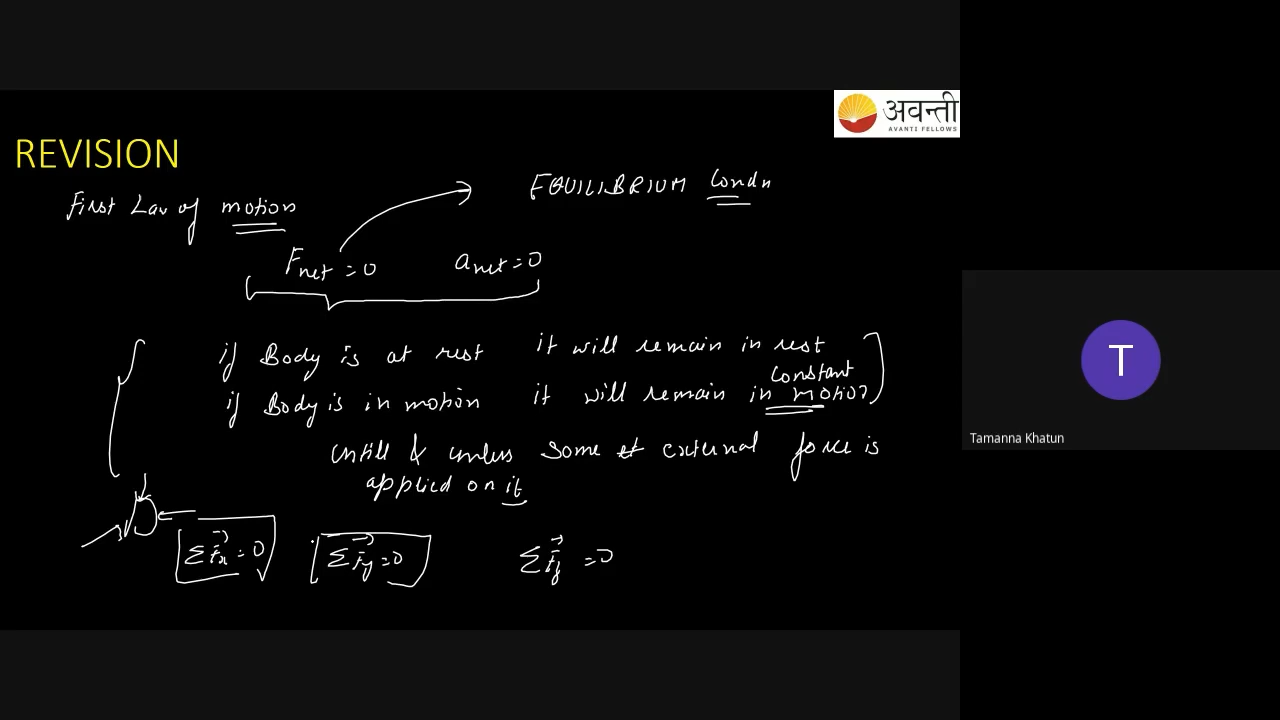 अवन्ती
AVANTI FELLOWS
REVISION
First Law of motion
EQUILIBRIUM Condn
Fnet = 0 anet = 0
if Body is at rest it will remain in rest
constant
if Body is in motion it will remain in motion
untill & unless some external force is
applied on it
ΣFx = 0 ΣFy = 0 ΣFz = 0
T
Tamanna Khatun